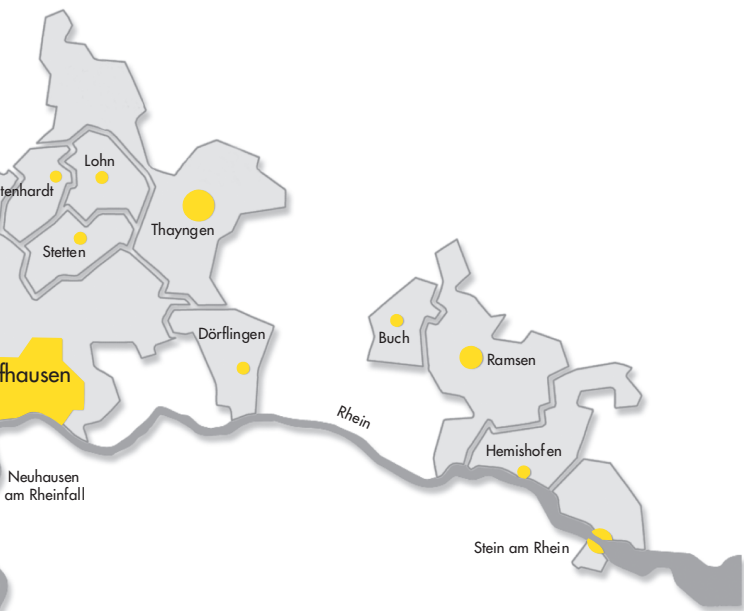 Lohn
tenhardt
Thayngen
Stetten
Dörflingen
Buch
Ramsen
fhausen
Rhein
Hemishofen
Neuhausen
am Rheinfall
Stein am Rhein